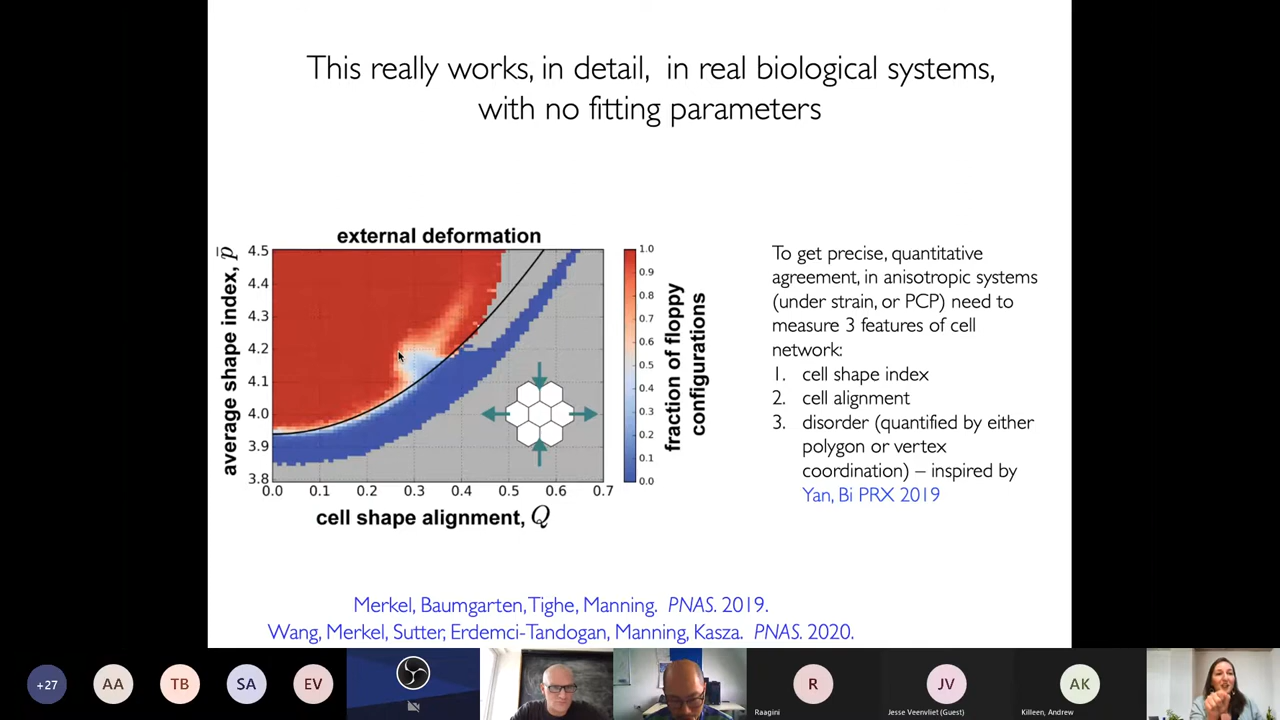 This really works, in detail, in real biological systems,
with no fitting parameters
external deformation
average shape index, p̄
4.5
4.4
4.3
4.2
4.1
4.0
3.9
3.8
0.0 0.1 0.2 0.3 0.4 0.5 0.6 0.7
cell shape alignment, Q
1.0
0.9
0.8
0.7
0.6
0.5
0.4
0.3
0.2
0.1
0.0
fraction of floppy
configurations
To get precise, quantitative
agreement, in anisotropic systems
(under strain, or PCP) need to
measure 3 features of cell
network:
1. cell shape index
2. cell alignment
3. disorder (quantified by either
polygon or vertex
coordination) – inspired by
Yan, Bi PRX 2019
Merkel, Baumgarten, Tighe, Manning. PNAS. 2019.
Wang, Merkel, Sutter, Erdemci-Tandogan, Manning, Kasza. PNAS. 2020.
+27 AA TB SA EV R JV AK
Raagini Jesse Veenvliet (Guest) Killeen, Andrew